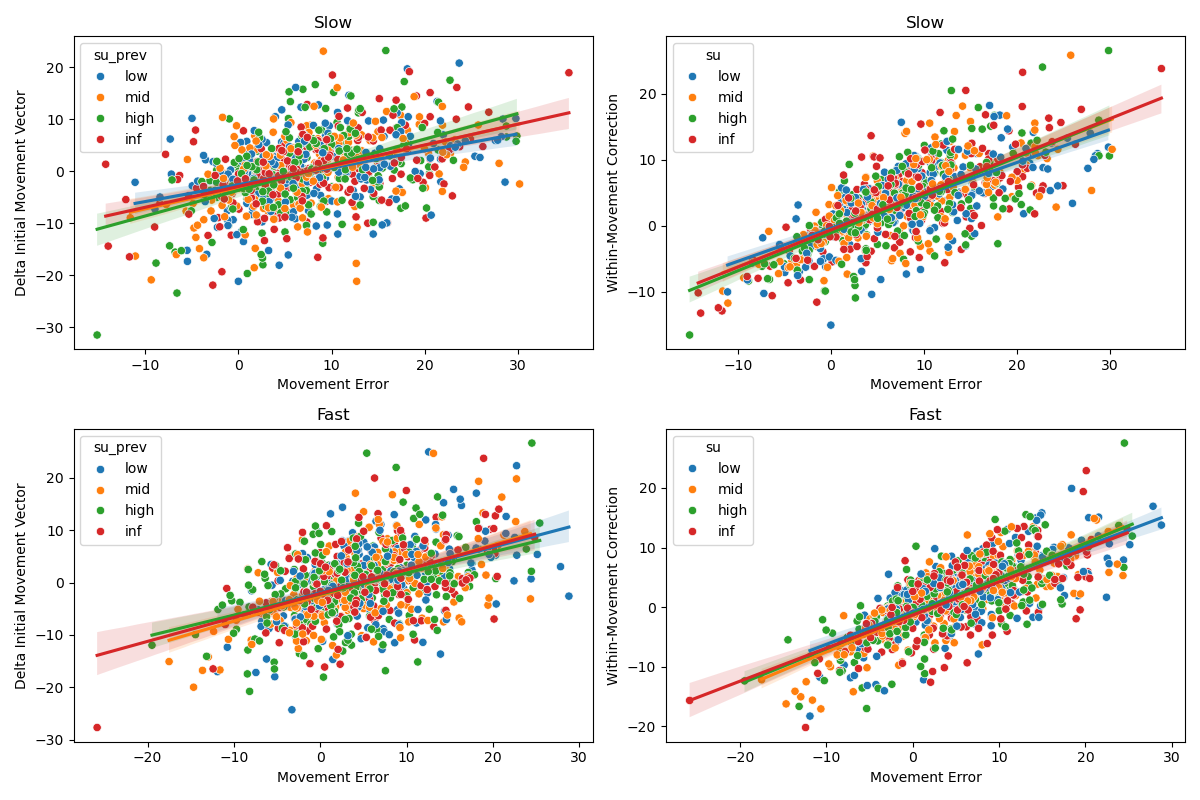 Slow
Delta Initial Movement Vector
su_prev
low
mid
high
inf
20
10
0
−10
−20
−30
−10
0
10
20
30
Movement Error
Slow
Within-Movement Correction
su
low
mid
high
inf
20
10
0
−10
−10
0
10
20
30
Movement Error
Fast
Delta Initial Movement Vector
su_prev
low
mid
high
inf
20
10
0
−10
−20
−30
−20
−10
0
10
20
30
Movement Error
Fast
Within-Movement Correction
su
low
mid
high
inf
20
10
0
−10
−20
−20
−10
0
10
20
30
Movement Error